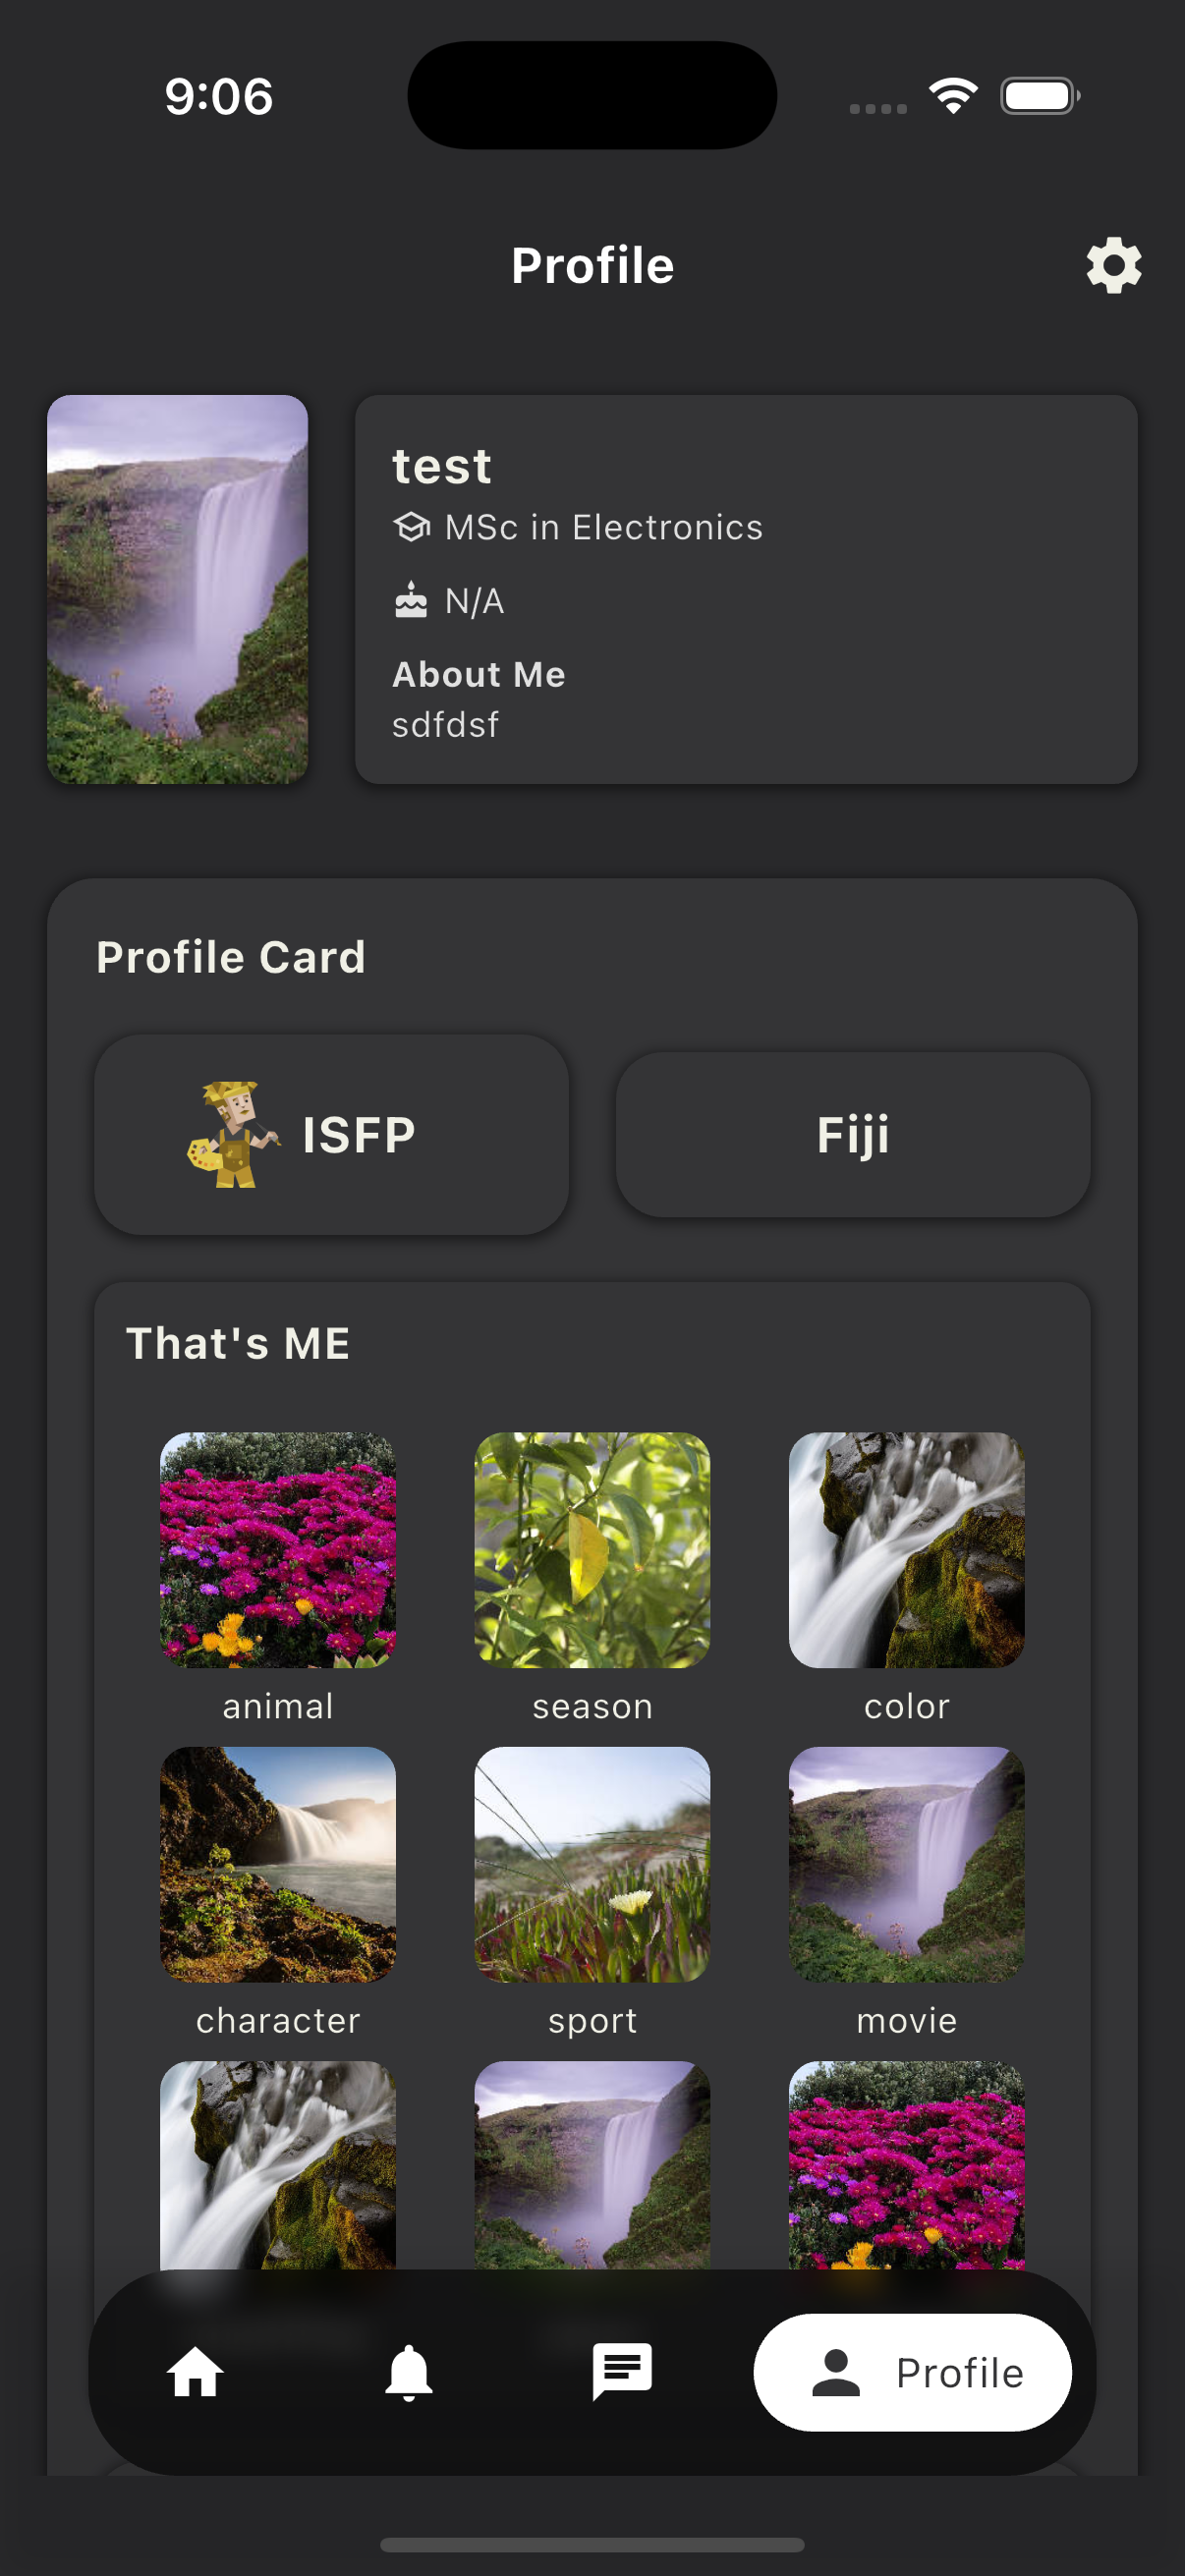 9:06
Profile
test
MSc in Electronics
N/A
About Me
sdfdsf
Profile Card
ISFP
Fiji
That's ME
animal
season
color
character
sport
movie
Profile